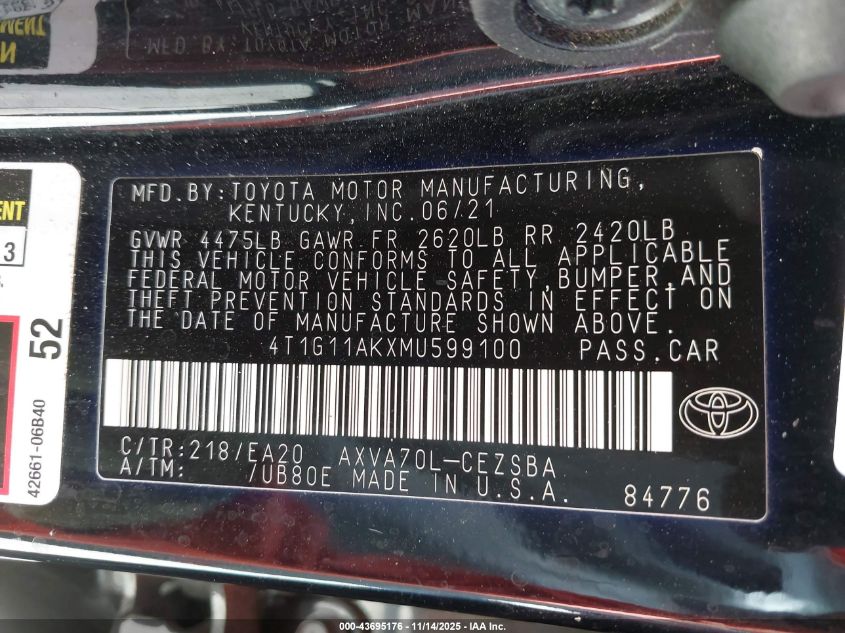 MFD.BY: TOYOTA MOTOR MANUFACTURING,
KENTUCKY, INC. 06/21
GVWR 4475LB GAWR FR 2620LB RR 2420LB
THIS VEHICLE CONFORMS TO ALL APPLICABLE
FEDERAL MOTOR VEHICLE SAFETY, BUMPER, AND
THEFT PREVENTION STANDARDS IN EFFECT ON
THE DATE OF MANUFACTURE SHOWN ABOVE.
4T1G11AKXMU599100 PASS.CAR
C/TR: 218/EA20 AXVA70L-CEZSBA
A/TM: 7UB80E MADE IN U.S.A. 84776
3
52
42661-06B40
000-43695176 - 11/14/2025 - IAA Inc.